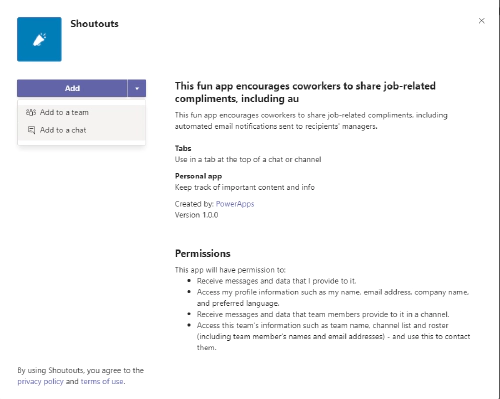 Shoutouts
Add
Add to a team
Add to a chat
This fun app encourages coworkers to share job-related
compliments, including au
This fun app encourages coworkers to share job-related compliments, including
automated email notifications sent to recipients' managers.
Tabs
Use in a tab at the top of a chat or channel
Personal app
Keep track of important content and info
Created by: PowerApps
Version 1.0.0
Permissions
This app will have permission to:
• Receive messages and data that I provide to it.
• Access my profile information such as my name, email address, company name,
and preferred language.
• Receive messages and data that team members provide to it in a channel.
• Access this team's information such as team name, channel list and roster
(including team member's names and email addresses) - and use this to contact
them.
By using Shoutouts, you agree to the
privacy policy and terms of use.